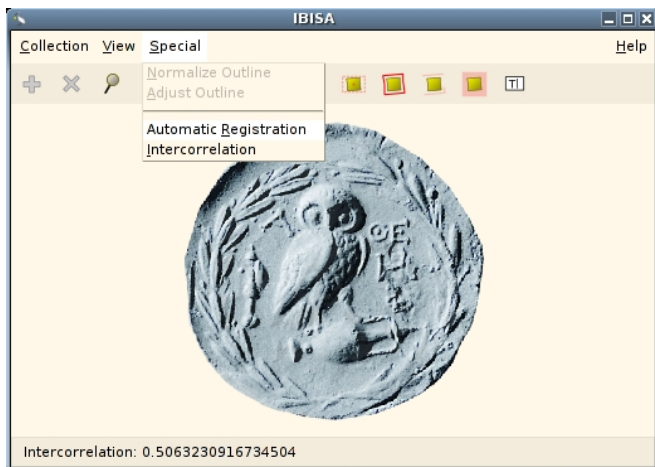 IBISA
Collection View Special Help
Normalize Outline
Adjust Outline
Automatic Registration
Intercorrelation
T
Intercorrelation: 0.5063230916734504